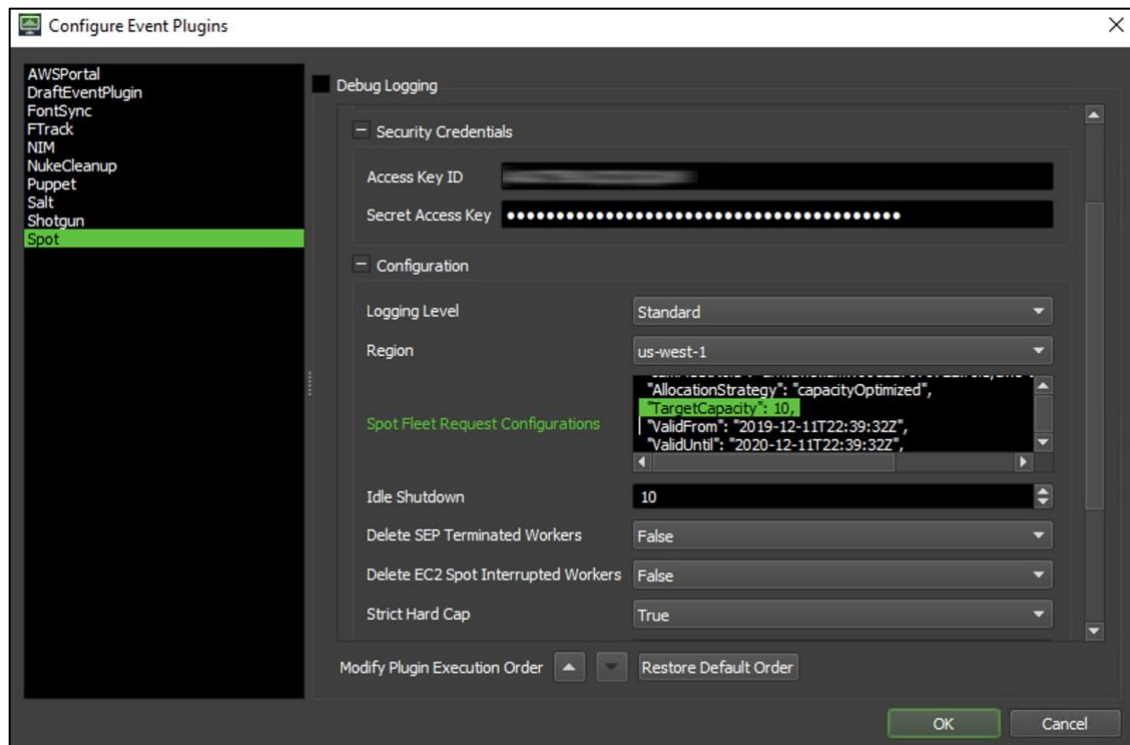 Configure Event Plugins
AWSPortal
DraftEventPlugin
FontSync
FTrack
NIM
NukeCleanup
Puppet
Salt
Shotgun
Spot
Debug Logging
Security Credentials
Access Key ID
Secret Access Key ●●●●●●●●●●●●●●●●●●●●●●●●●●●●●●●●●●●●●●●●
Configuration
Logging Level Standard
Region us-west-1
Spot Fleet Request Configurations
"AllocationStrategy": "capacityOptimized",
"TargetCapacity": 10,
"ValidFrom": "2019-12-11T22:39:32Z",
"ValidUntil": "2020-12-11T22:39:32Z",
Idle Shutdown 10
Delete SEP Terminated Workers False
Delete EC2 Spot Interrupted Workers False
Strict Hard Cap True
Modify Plugin Execution Order Restore Default Order
OK Cancel